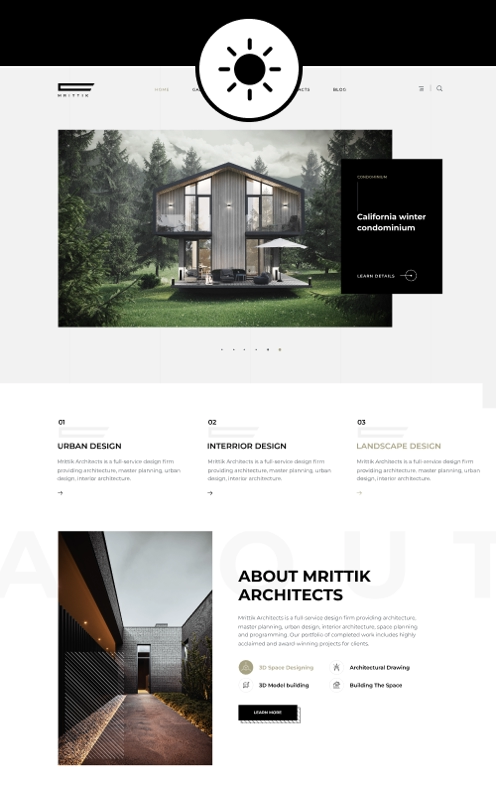 MRITTIK
HOME
BLOG
CONDOMINIUM
California winter
condominium
LEARN DETAILS
01
URBAN DESIGN
Mrittik Architects is a full-service design firm
providing architecture, master planning, urban
design, interior architecture.
02
INTERRIOR DESIGN
Mrittik Architects is a full-service design firm
providing architecture, master planning, urban
design, interior architecture.
03
LANDSCAPE DESIGN
Mrittik Architects is a full-service design firm
providing architecture, master planning, urban
design, interior architecture.
ABOUT MRITTIK
ARCHITECTS
Mrittik Architects is a full-service design firm providing architecture,
master planning, urban design, interior architecture, space planning
and programming. Our portfolio of completed work includes highly
acclaimed and award-winning projects for clients.
3D Space Designing
Architectural Drawing
3D Model building
Building The Space
LEARN MORE